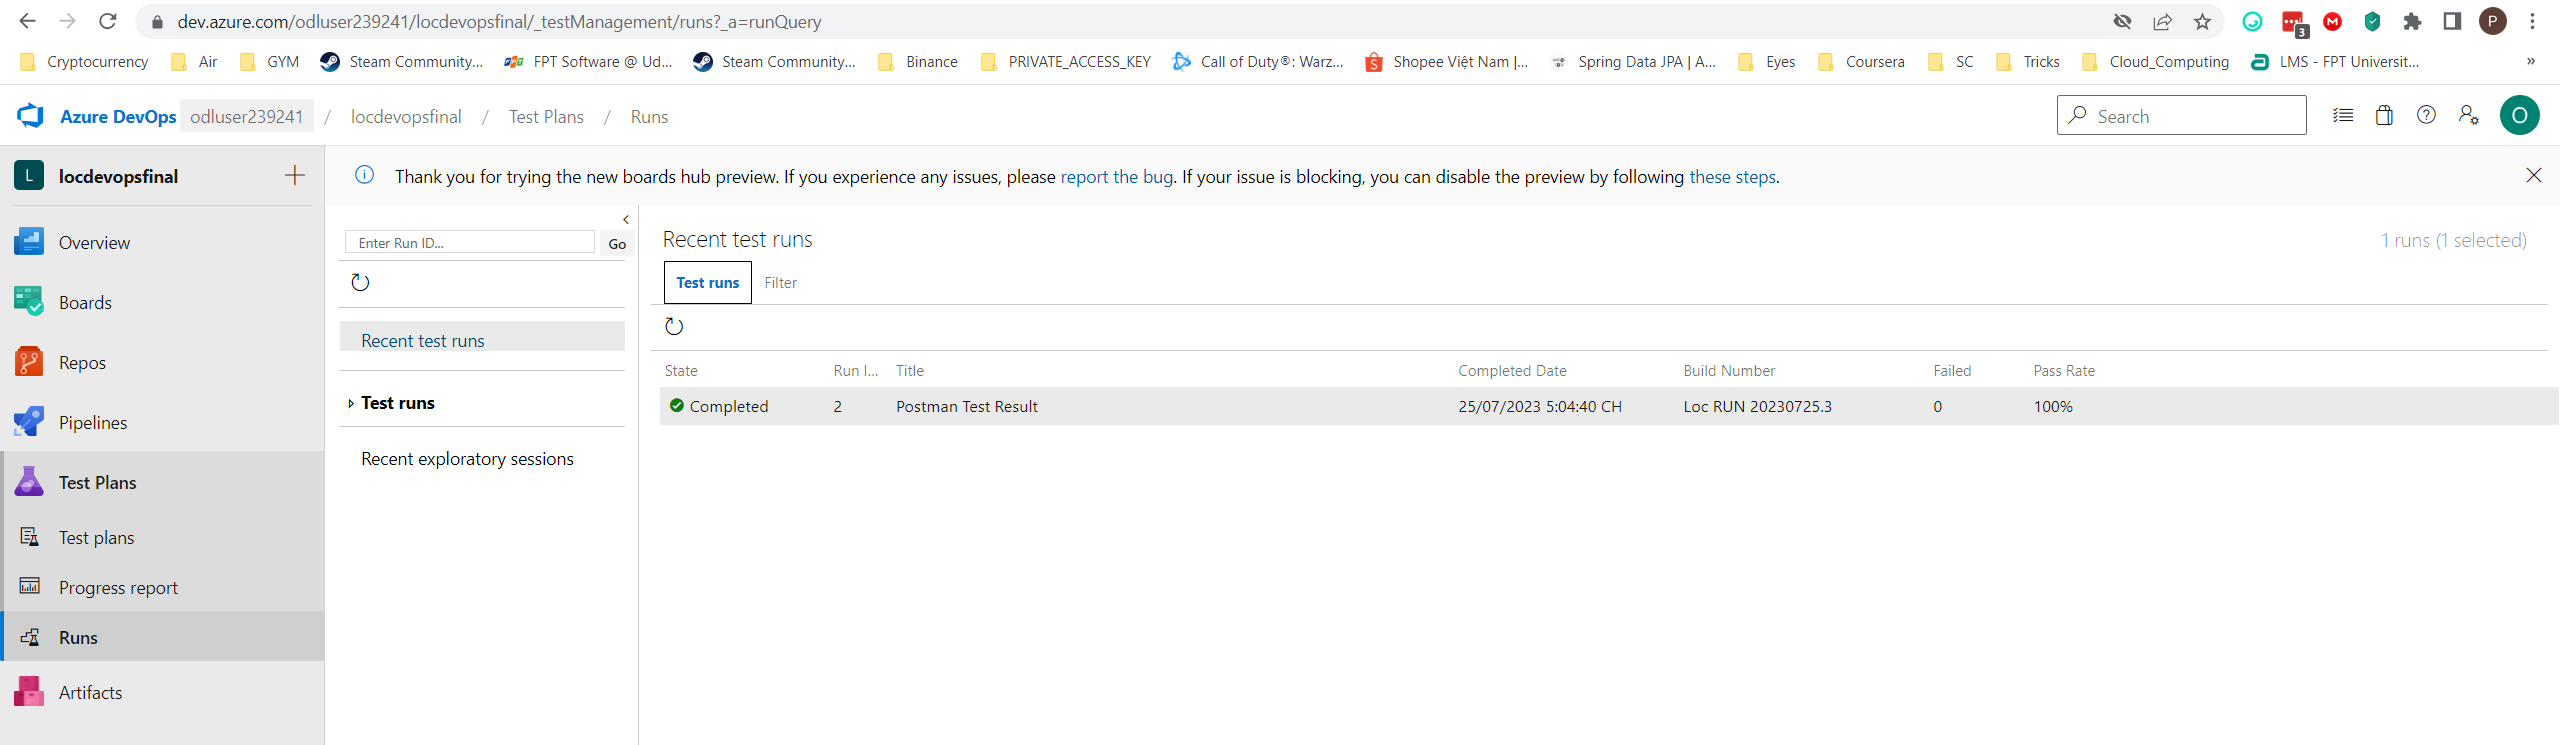 dev.azure.com/odluser239241/locdevopsfinal/_testManagement/runs?_a=runQuery
3
P
Cryptocurrency Air GYM Steam Community... FPT Software @ Ud... Steam Community... Binance PRIVATE_ACCESS_KEY Call of Duty®: Warz... Shopee Việt Nam |... Spring Data JPA | A... Eyes Coursera SC Tricks Cloud_Computing LMS - FPT Universit... »
Azure DevOps odluser239241 / locdevopsfinal / Test Plans / Runs
Search
O
L locdevopsfinal
Overview
Boards
Repos
Pipelines
Test Plans
Test plans
Progress report
Runs
Artifacts
Thank you for trying the new boards hub preview. If you experience any issues, please report the bug. If your issue is blocking, you can disable the preview by following these steps.
Enter Run ID... Go
Recent test runs
Test runs
Recent exploratory sessions
Recent test runs
1 runs (1 selected)
Test runs Filter
State Run I... Title Completed Date Build Number Failed Pass Rate
Completed 2 Postman Test Result 25/07/2023 5:04:40 CH Loc RUN 20230725.3 0 100%